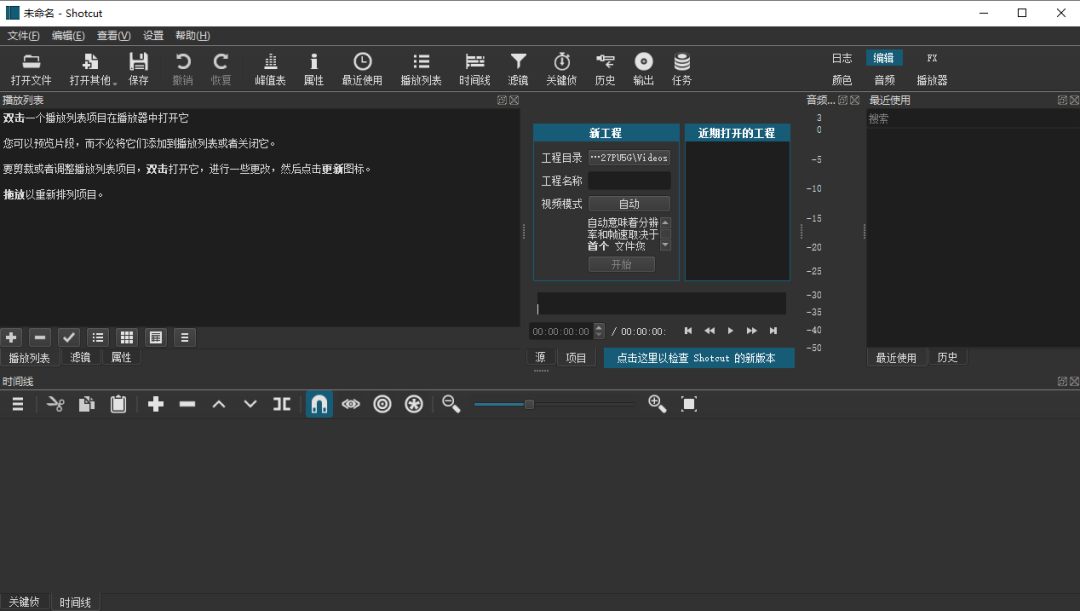 未命名 - Shotcut
文件(F) 编辑(E) 查看(V) 设置 帮助(H)
打开文件 打开其他 保存 撤销 恢复 峰值表 属性 最近使用 播放列表 时间线 滤镜 关键侦 历史 输出 任务
日志 编辑 FX
颜色 音频 播放器
播放列表
双击一个播放列表项目在播放器中打开它
您可以预览片段，而不必将它们添加到播放列表或者关闭它。
要剪裁或者调整播放列表项目，双击打开它，进行一些更改，然后点击更新图标。
拖放以重新排列项目。
播放列表 滤镜 属性
新工程
工程目录 ···27PU5G\Videos
工程名称
视频模式 自动
自动意味着分辨
率和帧速取决于
首个 文件您
开始
近期打开的工程
00:00:00:00 / 00:00:00:
源 项目 点击这里以检查 Shotcut 的新版本
音频...
3
0
-5
-10
-15
-20
-25
-30
-35
-40
-50
最近使用
搜索
最近使用 历史
时间线
关键侦 时间线